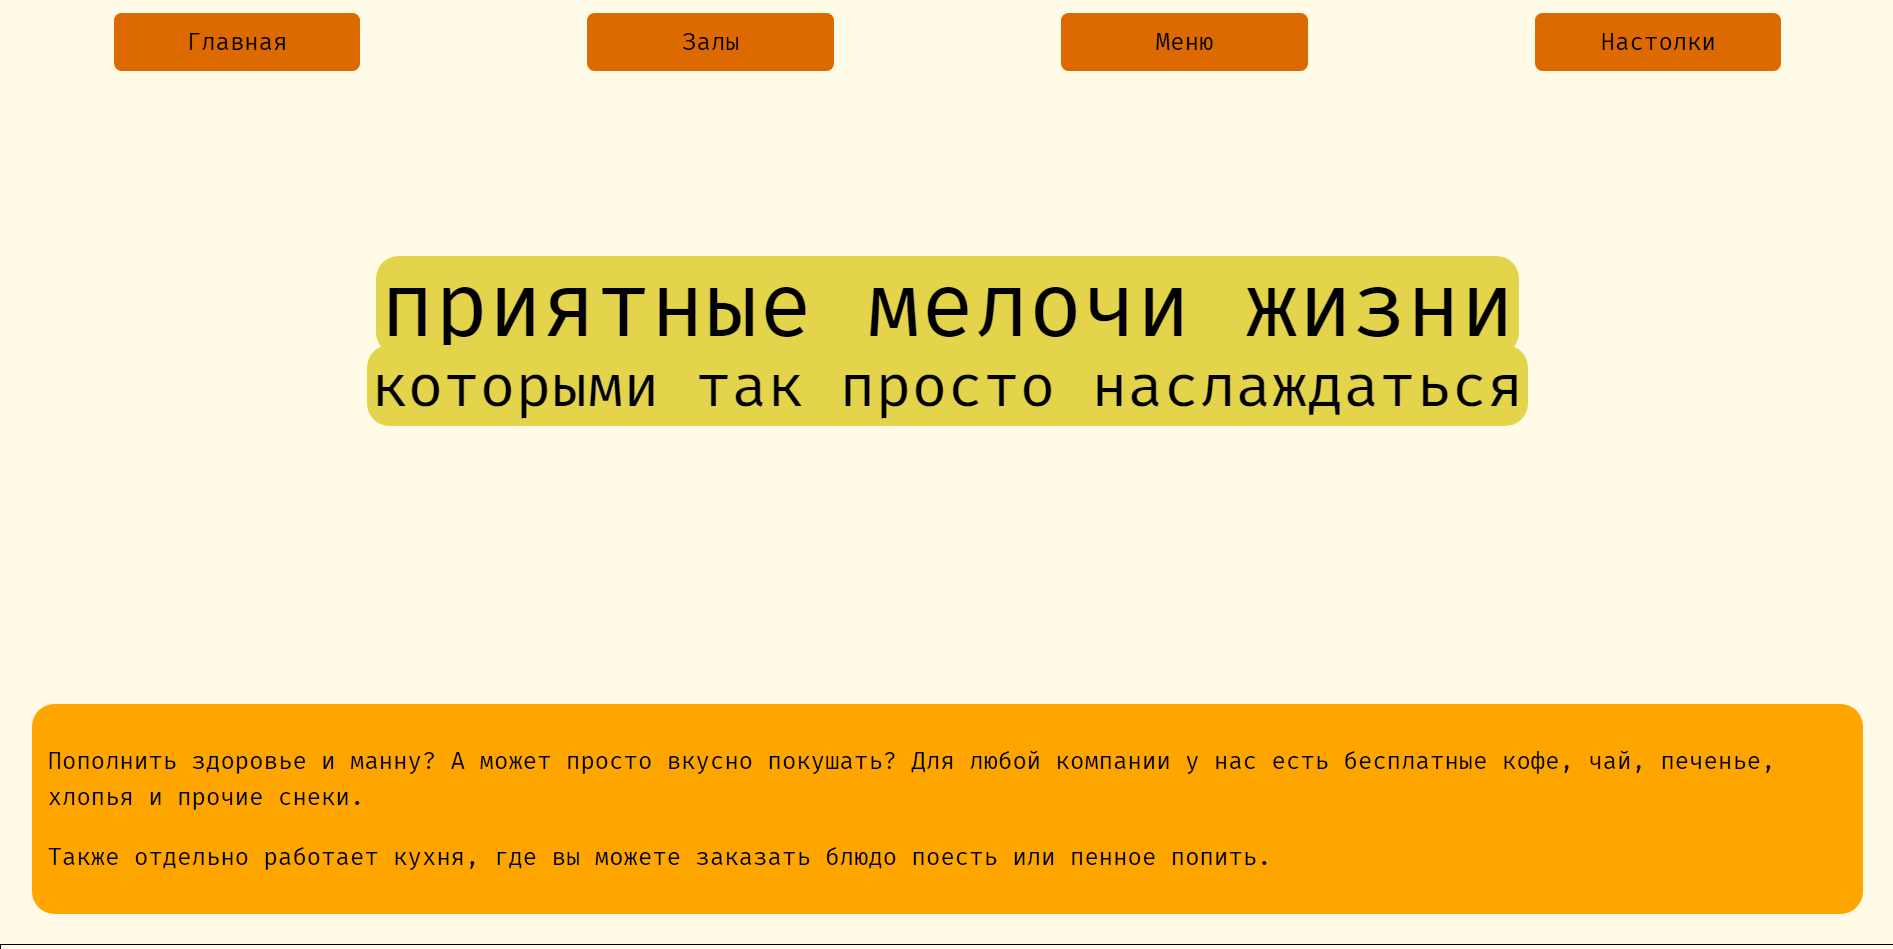 Главная
Залы
Меню
Настолки
приятные мелочи жизни
которыми так просто наслаждаться
Пополнить здоровье и манну? А может просто вкусно покушать? Для любой компании у нас есть бесплатные кофе, чай, печенье,
хлопья и прочие снеки.
Также отдельно работает кухня, где вы можете заказать блюдо поесть или пенное попить.